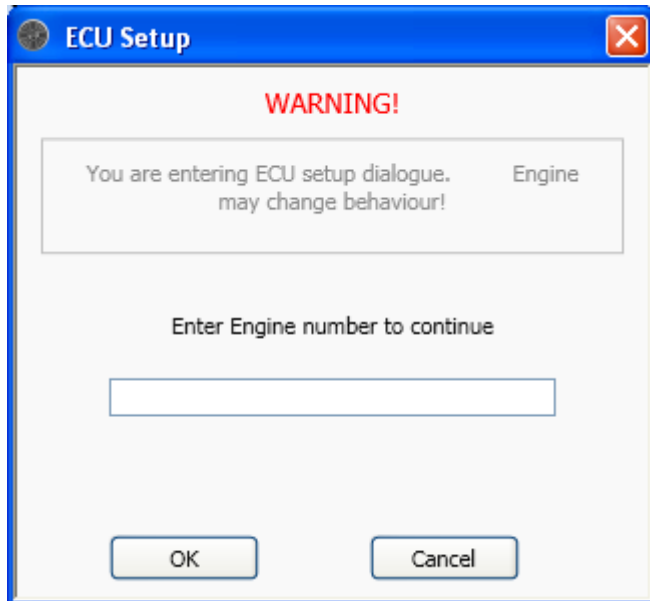 ECU Setup
WARNING!
You are entering ECU setup dialogue. Engine
may change behaviour!
Enter Engine number to continue
OK Cancel